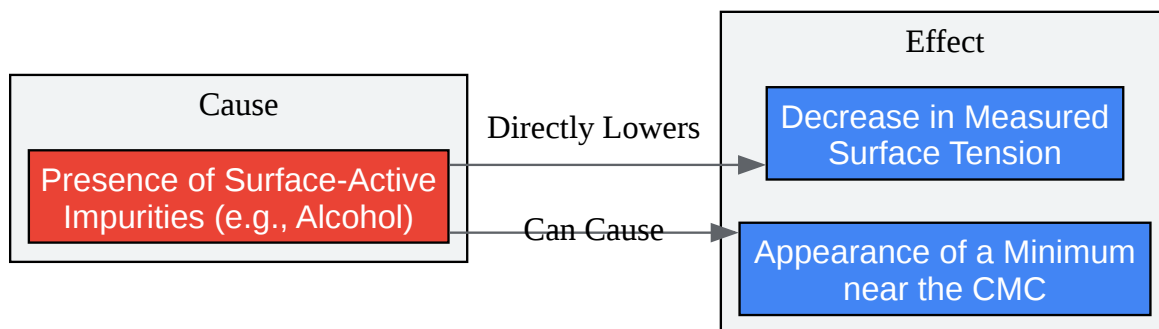 Cause
Presence of Surface-Active
Impurities (e.g., Alcohol)
Directly Lowers
Can Cause
Effect
Decrease in Measured
Surface Tension
Appearance of a Minimum
near the CMC